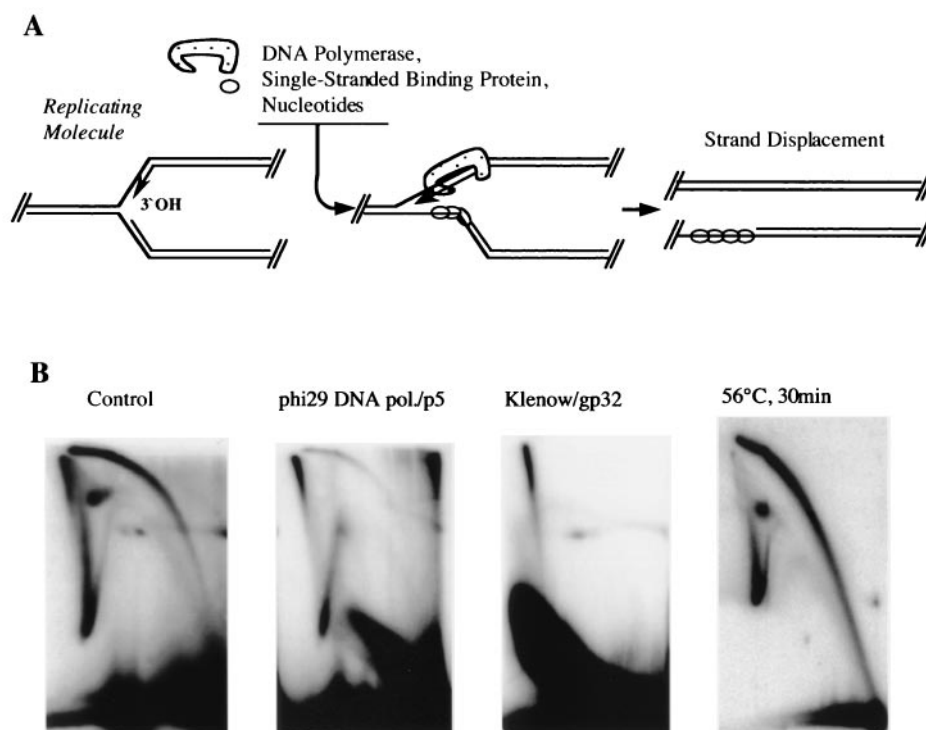 A
DNA Polymerase,
Single-Stranded Binding Protein,
Nucleotides
Replicating
Molecule
3`OH
Strand Displacement
B
Control
phi29 DNA pol./p5
Klenow/gp32
56°C, 30min